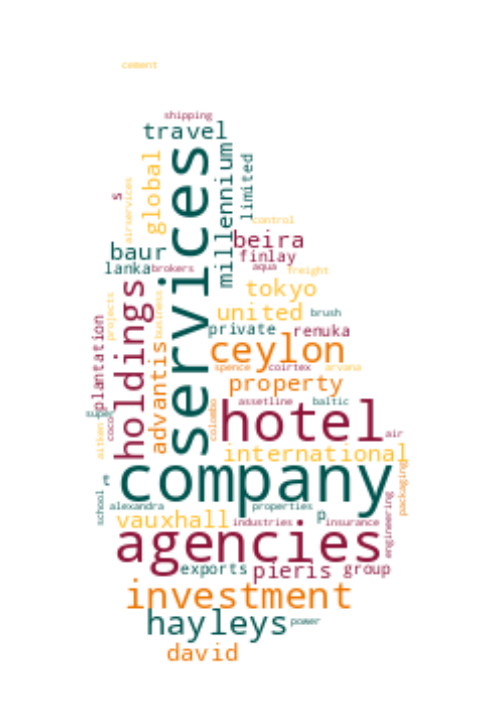 cement
shipping
travel
services
global
millennium
limited
airservices
s
control
beira
baur
finlay
lanka
brokers
aqua
freight
holdings
tokyo
projects
business
united
brush
plantation
private
renuka
advantis
ceylon
spence
coirtex
arvana
property
super
coco
colombo
assetline
baltic
hotel
air
aitken
international
company
packaging
school
alexandra
properties
p
vauxhall
industries
insurance
engineering
agencies
exports
pieris
group
investment
hayleys
power
david